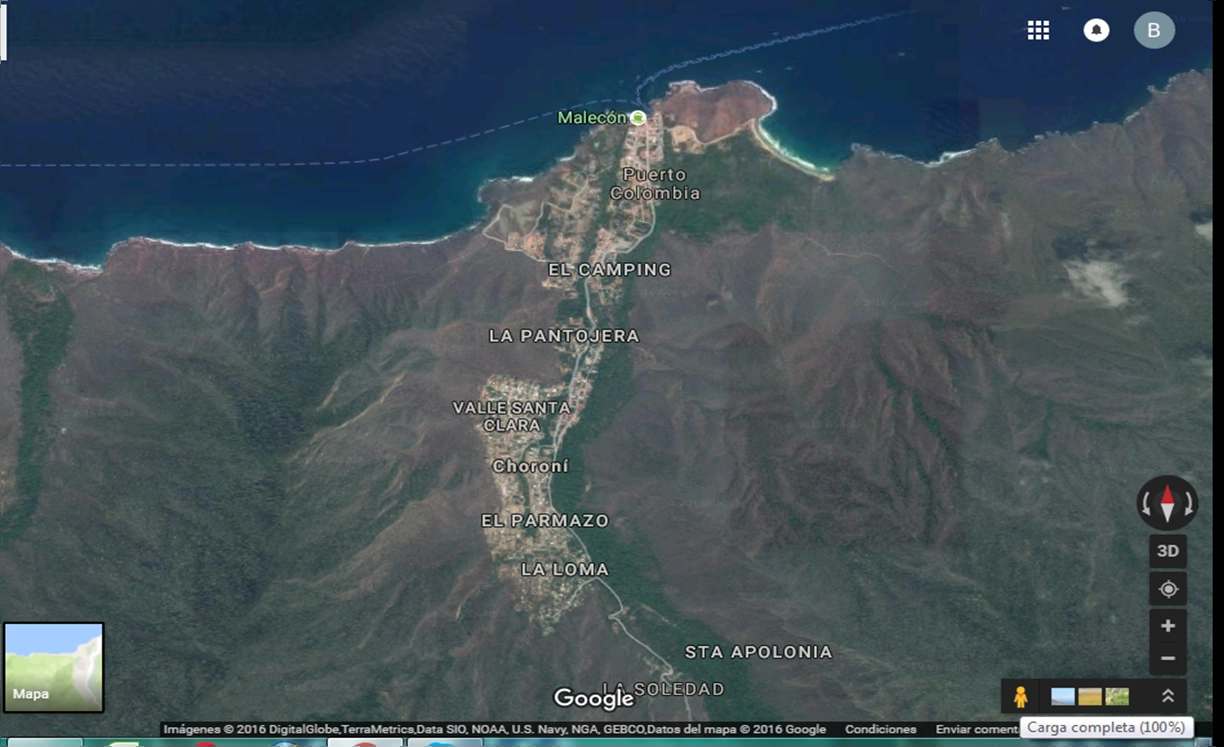 B
Malecón
Puerto
Colombia
EL CAMPING
LA PANTOJERA
VALLE SANTA
CLARA
Choroní
EL PARMAZO
LA LOMA
3D
STA APOLONIA
LA SOLEDAD
Google
Mapa
Imágenes © 2016 DigitalGlobe,TerraMetrics,Data SIO, NOAA, U.S. Navy, NGA, GEBCO,Datos del mapa © 2016 Google Condiciones Enviar coment
Carga completa (100%)